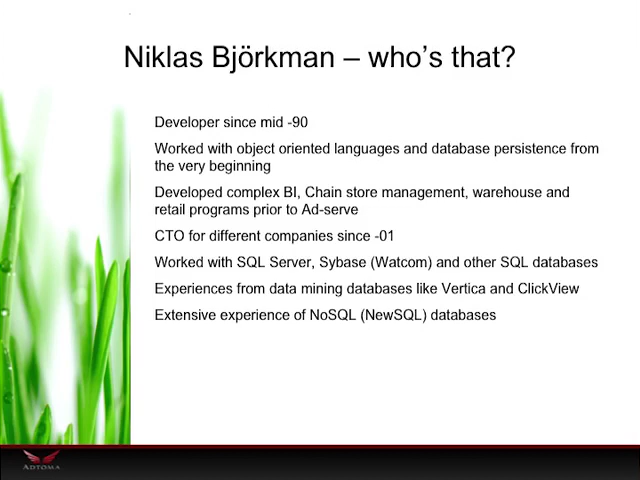 Niklas Björkman – who's that?
Developer since mid -90
Worked with object oriented languages and database persistence from
the very beginning
Developed complex BI, Chain store management, warehouse and
retail programs prior to Ad-serve
CTO for different companies since -01
Worked with SQL Server, Sybase (Watcom) and other SQL databases
Experiences from data mining databases like Vertica and ClickView
Extensive experience of NoSQL (NewSQL) databases
ADTOMA